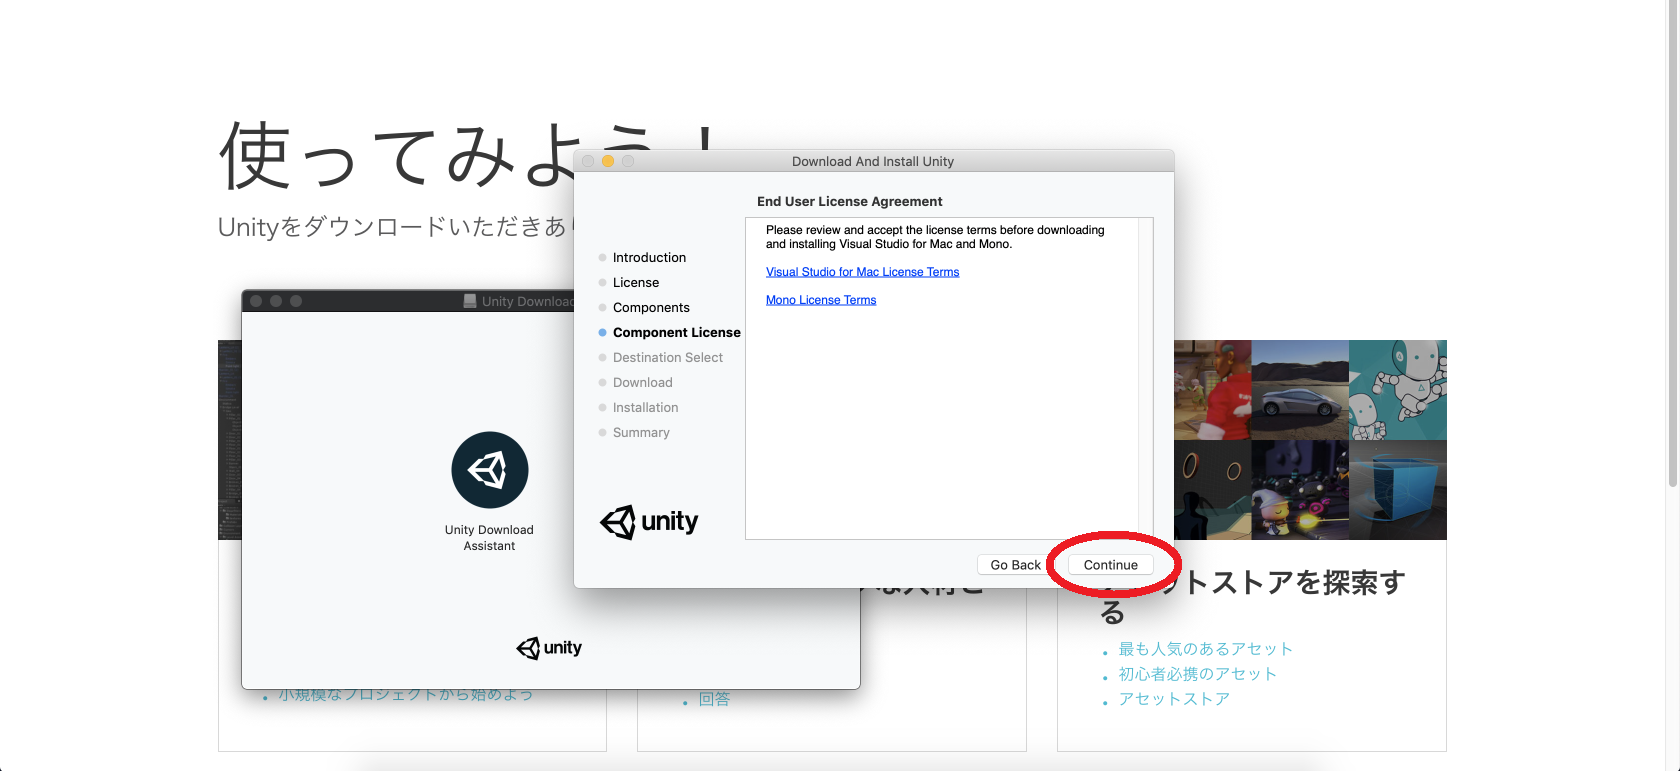 使ってみよう！
Unityをダウンロードいただきあ
Download And Install Unity
End User License Agreement
Please review and accept the license terms before downloading
and installing Visual Studio for Mac and Mono.
Visual Studio for Mac License Terms
Mono License Terms
Introduction
License
Components
Component License
Destination Select
Download
Installation
Summary
unity
Go Back
Continue
Unity Download
Unity Download
Assistant
unity
小規模なプロジェクトから始めよう
回答
ットストアを探索す
る
最も人気のあるアセット
初心者必携のアセット
アセットストア